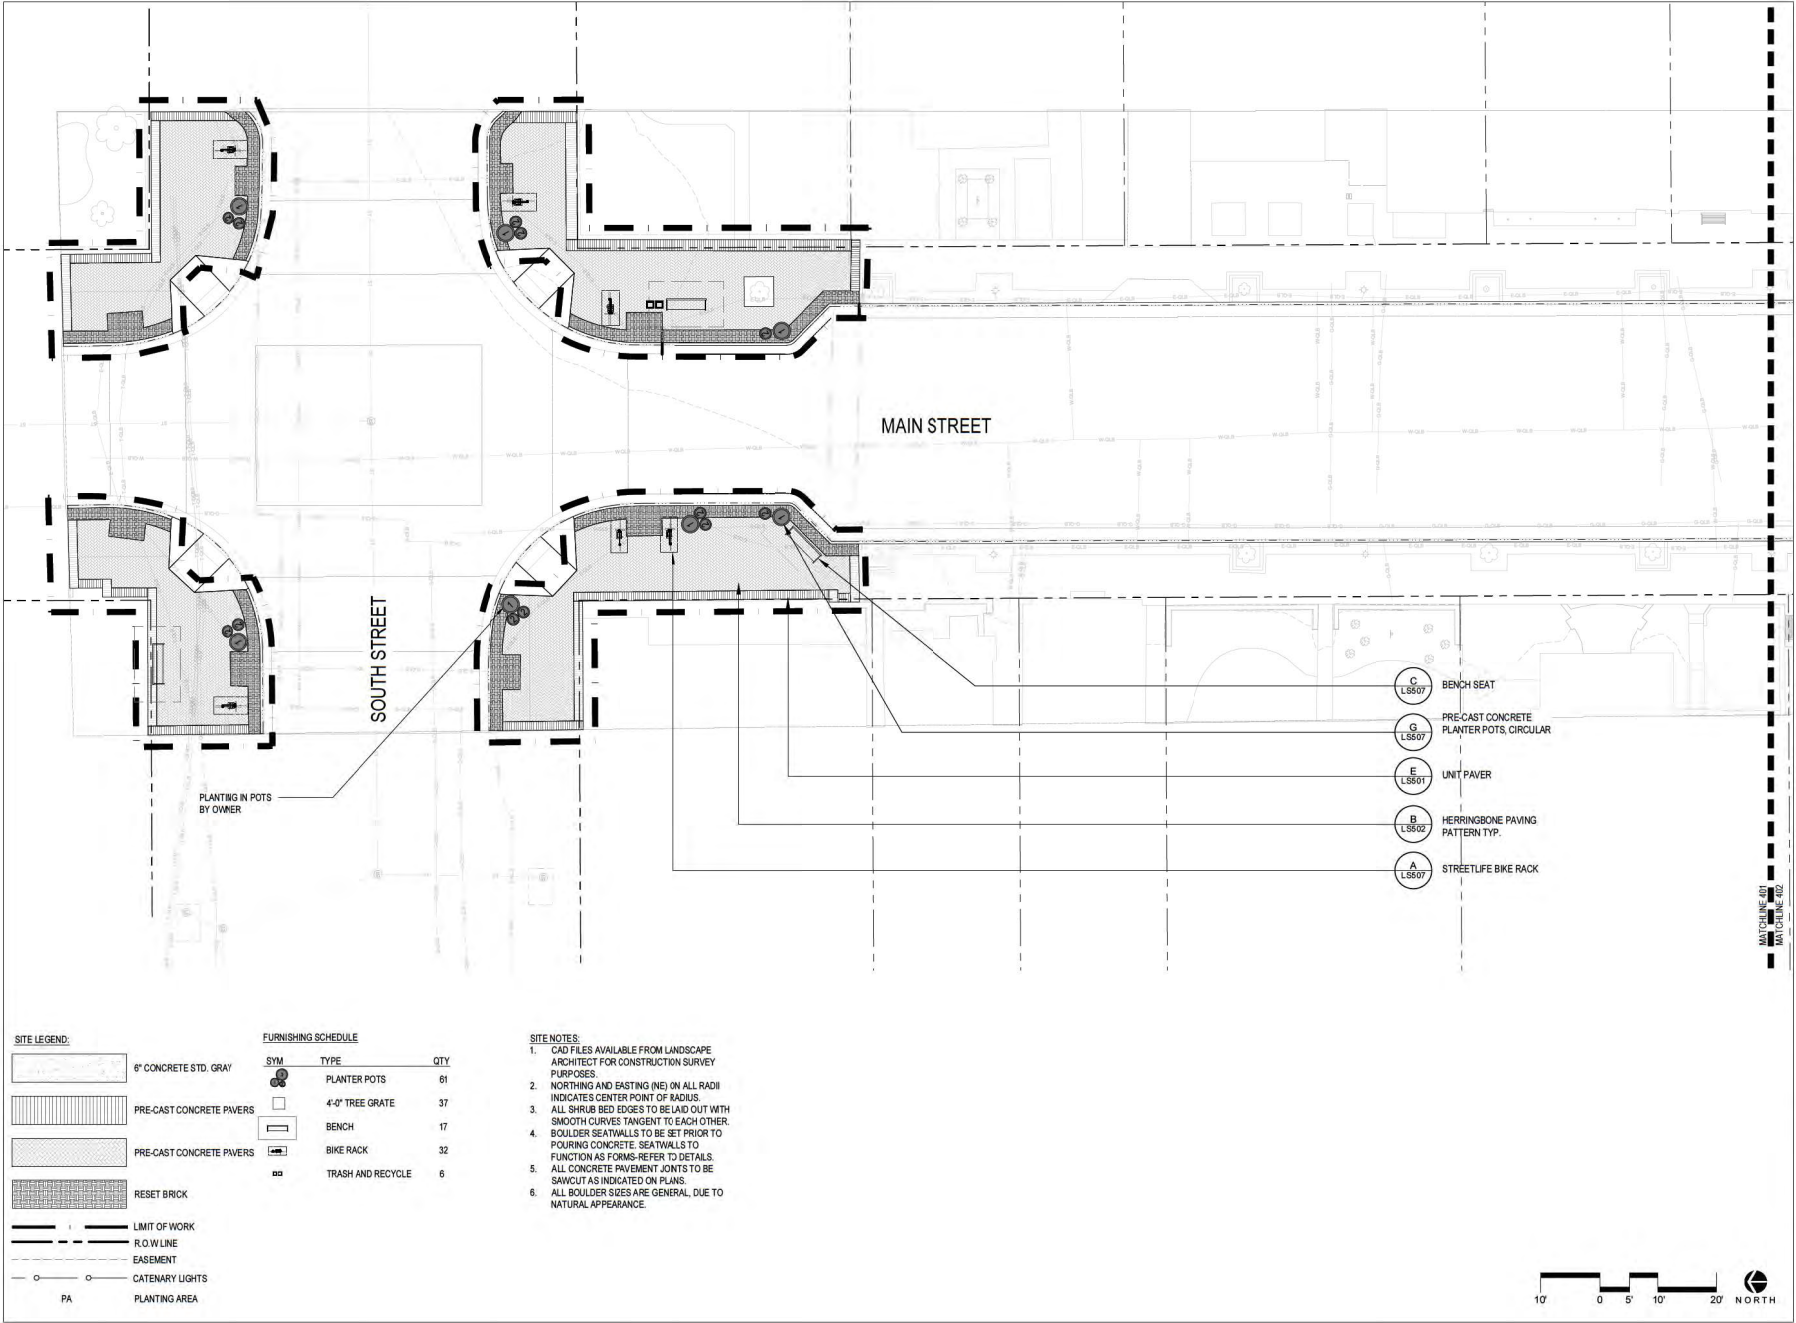 MAIN STREET
SOUTH STREET
C
LS507
BENCH SEAT
G
LS507
PRE-CAST CONCRETE
PLANTER POTS, CIRCULAR
E
LS501
UNIT PAVER
B
LS502
HERRINGBONE PAVING
PATTERN TYP.
A
LS507
STREETLIFE BIKE RACK
PLANTING IN POTS
BY OWNER
MATCHLINE 401
MATCHLINE 402
SITE LEGEND:
6" CONCRETE STD. GRAY
PRE-CAST CONCRETE PAVERS
PRE-CAST CONCRETE PAVERS
RESET BRICK
LIMIT OF WORK
R.O.W LINE
EASEMENT
CATENARY LIGHTS
PA PLANTING AREA
FURNISHING SCHEDULE
SYM TYPE QTY
PLANTER POTS 61
4'-0" TREE GRATE 37
BENCH 17
BIKE RACK 32
TRASH AND RECYCLE 6
SITE NOTES:
1. CAD FILES AVAILABLE FROM LANDSCAPE
ARCHITECT FOR CONSTRUCTION SURVEY
PURPOSES.
2. NORTHING AND EASTING (NE) ON ALL RADII
INDICATES CENTER POINT OF RADIUS.
3. ALL SHRUB BED EDGES TO BE LAID OUT WITH
SMOOTH CURVES TANGENT TO EACH OTHER.
4. BOULDER SEATWALLS TO BE SET PRIOR TO
POURING CONCRETE. SEATWALLS TO
FUNCTION AS FORMS-REFER TO DETAILS.
5. ALL CONCRETE PAVEMENT JOINTS TO BE
SAWCUT AS INDICATED ON PLANS.
6. ALL BOULDER SIZES ARE GENERAL, DUE TO
NATURAL APPEARANCE.
10' 0 5' 10' 20'
NORTH